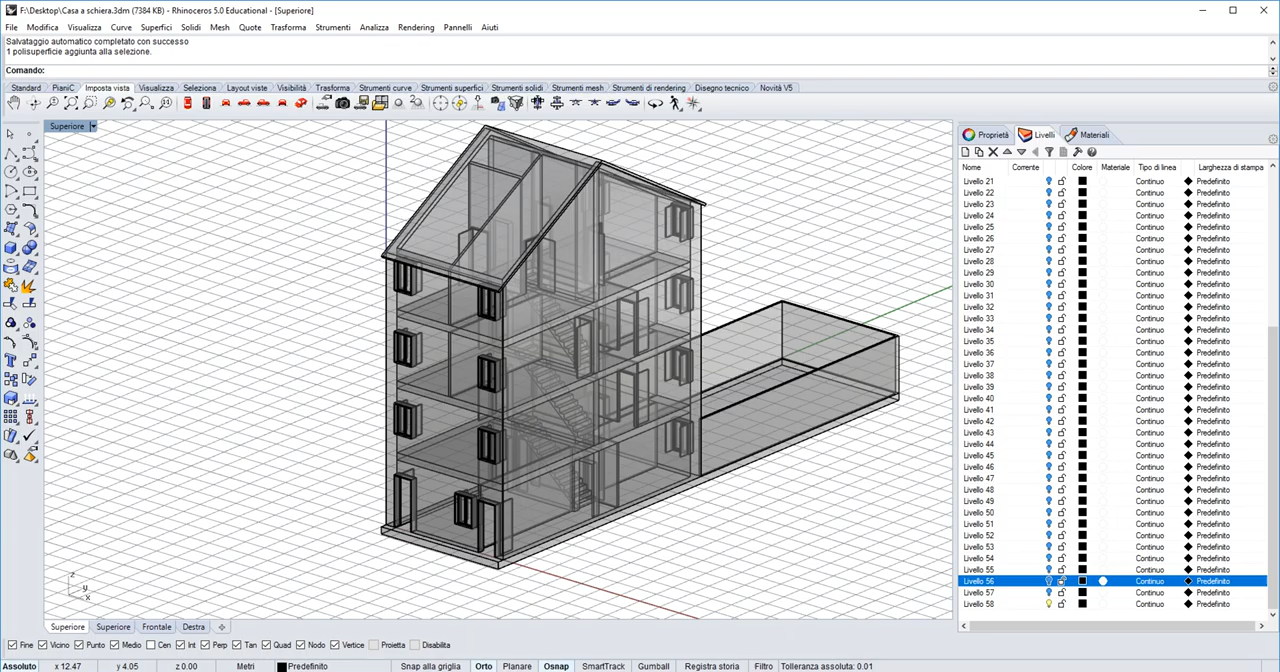 F:\Desktop\Casa a schiera.3dm (7384 KB) - Rhinoceros 5.0 Educational - [Superiore]
File Modifica Visualizza Curve Superfici Solidi Mesh Quote Trasforma Strumenti Analizza Rendering Pannelli Aiuti
Salvataggio automatico completato con successo
1 polisuperficie aggiunta alla selezione.
Comando:
Standard PianiC Imposta vista Visualizza Seleziona Layout viste Visibilità Trasforma Strumenti curve Strumenti superfici Strumenti solidi Strumenti mesh Strumenti di rendering Disegno tecnico Novità V5
Superiore
Proprietà Livelli Materiali
Nome Corrente Colore Materiale Tipo di linea Larghezza di stampa
Livello 21 Continuo Predefinito
Livello 22 Continuo Predefinito
Livello 23 Continuo Predefinito
Livello 24 Continuo Predefinito
Livello 25 Continuo Predefinito
Livello 26 Continuo Predefinito
Livello 27 Continuo Predefinito
Livello 28 Continuo Predefinito
Livello 29 Continuo Predefinito
Livello 30 Continuo Predefinito
Livello 31 Continuo Predefinito
Livello 32 Continuo Predefinito
Livello 33 Continuo Predefinito
Livello 34 Continuo Predefinito
Livello 35 Continuo Predefinito
Livello 36 Continuo Predefinito
Livello 37 Continuo Predefinito
Livello 38 Continuo Predefinito
Livello 39 Continuo Predefinito
Livello 40 Continuo Predefinito
Livello 41 Continuo Predefinito
Livello 42 Continuo Predefinito
Livello 43 Continuo Predefinito
Livello 44 Continuo Predefinito
Livello 45 Continuo Predefinito
Livello 46 Continuo Predefinito
Livello 47 Continuo Predefinito
Livello 48 Continuo Predefinito
Livello 49 Continuo Predefinito
Livello 50 Continuo Predefinito
Livello 51 Continuo Predefinito
Livello 52 Continuo Predefinito
Livello 53 Continuo Predefinito
Livello 54 Continuo Predefinito
Livello 55 Continuo Predefinito
Livello 56 Continuo Predefinito
Livello 57 Continuo Predefinito
Livello 58 Continuo Predefinito
z
y
x
Superiore Superiore Frontale Destra
Fine Vicino Punto Medio Cen Int Perp Tan Quad Nodo Vertice Proietta Disabilita
Assoluto x 12.47 y 4.05 z 0.00 Metri Predefinito Snap alla griglia Orto Planare Osnap SmartTrack Gumball Registra storia Filtro Tolleranza assoluta: 0.01